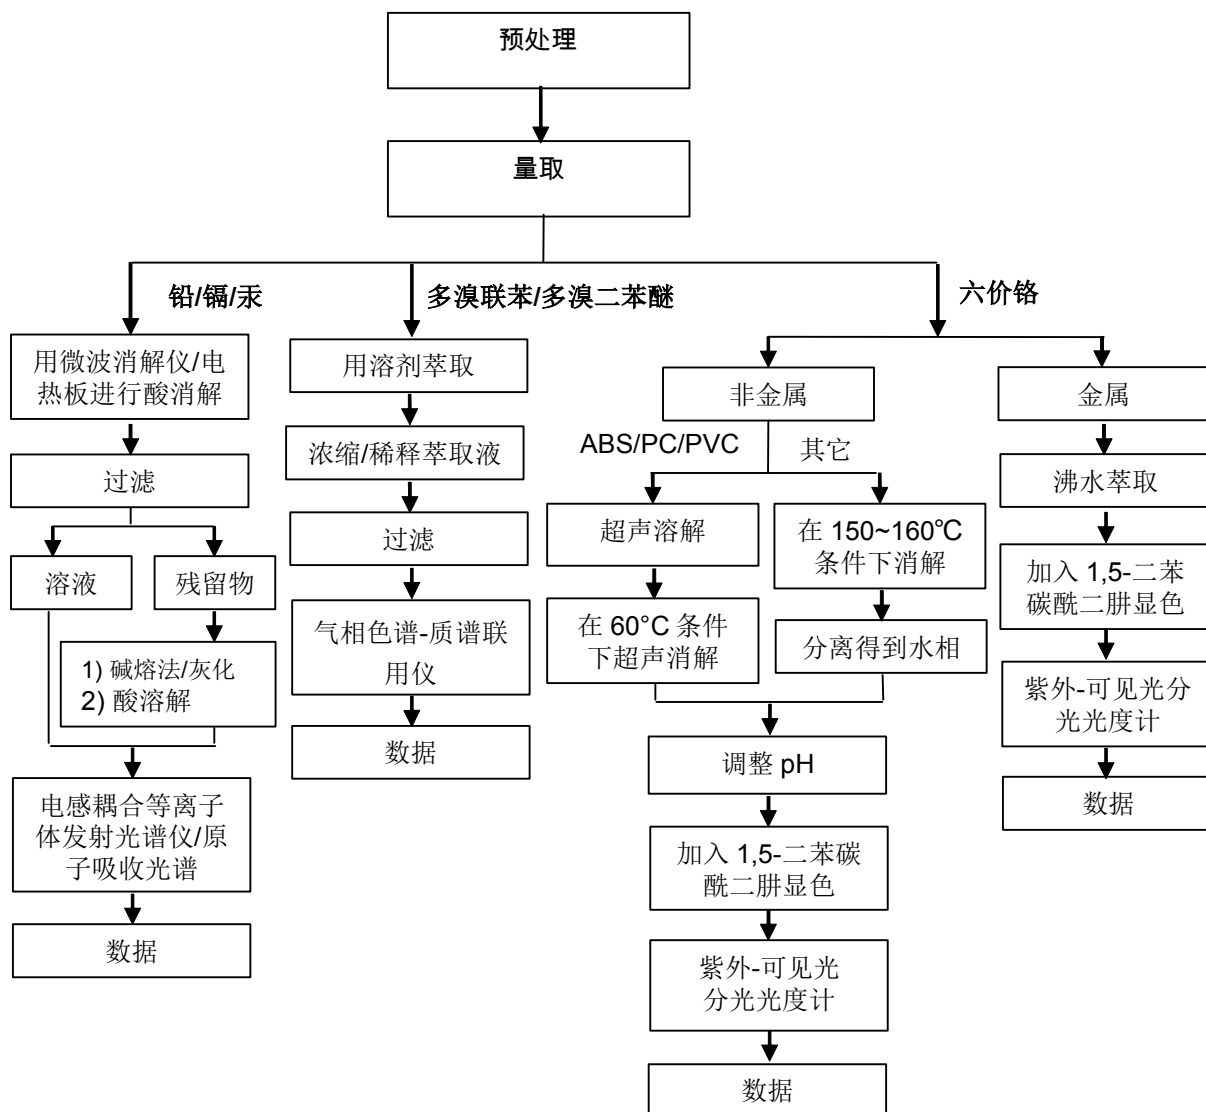 预处理
量取
铅/镉/汞
用微波消解仪/电
热板进行酸消解
过滤
溶液
残留物
1) 碱熔法/灰化
2) 酸溶解
电感耦合等离子
体发射光谱仪/原
子吸收光谱
数据
多溴联苯/多溴二苯醚
用溶剂萃取
浓缩/稀释萃取液
过滤
气相色谱-质谱联
用仪
数据
六价铬
非金属
ABS/PC/PVC
其它
超声溶解
在 60°C 条件
下超声消解
在 150~160℃
条件下消解
分离得到水相
调整 pH
加入 1,5-二苯碳
酰二肼显色
紫外-可见光
分光光度计
数据
金属
沸水萃取
加入 1,5-二苯
碳酰二肼显色
紫外-可见光分
光光度计
数据